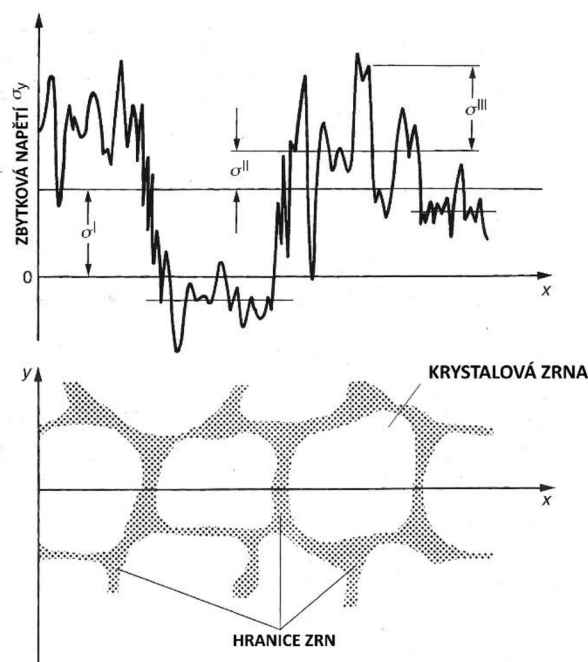 ZBYTKOVÁ NAPĚTÍ σy
σI
σII
σIII
0
x
y
KRYSTALOVÁ ZRNA
x
HRANICE ZRN